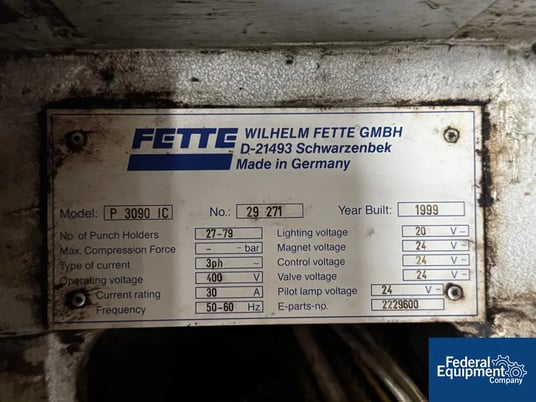 FETTE WILHELM FETTE GMBH
D-21493 Schwarzenbek
Made in Germany
Model: P 3090 IC No.: 29 271 Year Built: 1999
No. of Punch Holders 27-79 Lighting voltage 20 V~
Max. Compression Force - - bar Magnet voltage 24 V-
Type of current 3ph ~ Control voltage 24 V-
Operating voltage 400 V Valve voltage 24 V-
Current rating 30 A Pilot lamp voltage 24 V-
Frequency 50-60 Hz E-parts-no. 2229600
Federal
Equipment
Company